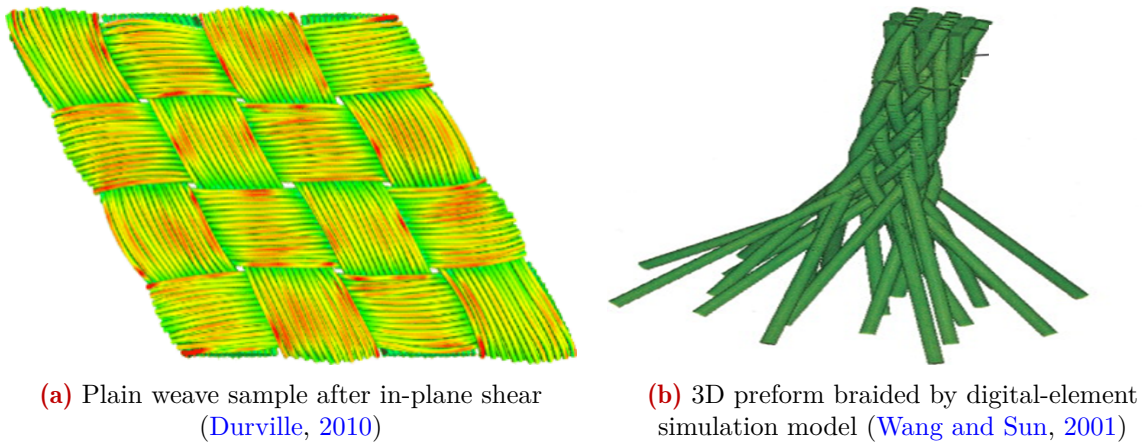 (a) Plain weave sample after in-plane shear
(Durville, 2010)
(b) 3D preform braided by digital-element
simulation model (Wang and Sun, 2001)